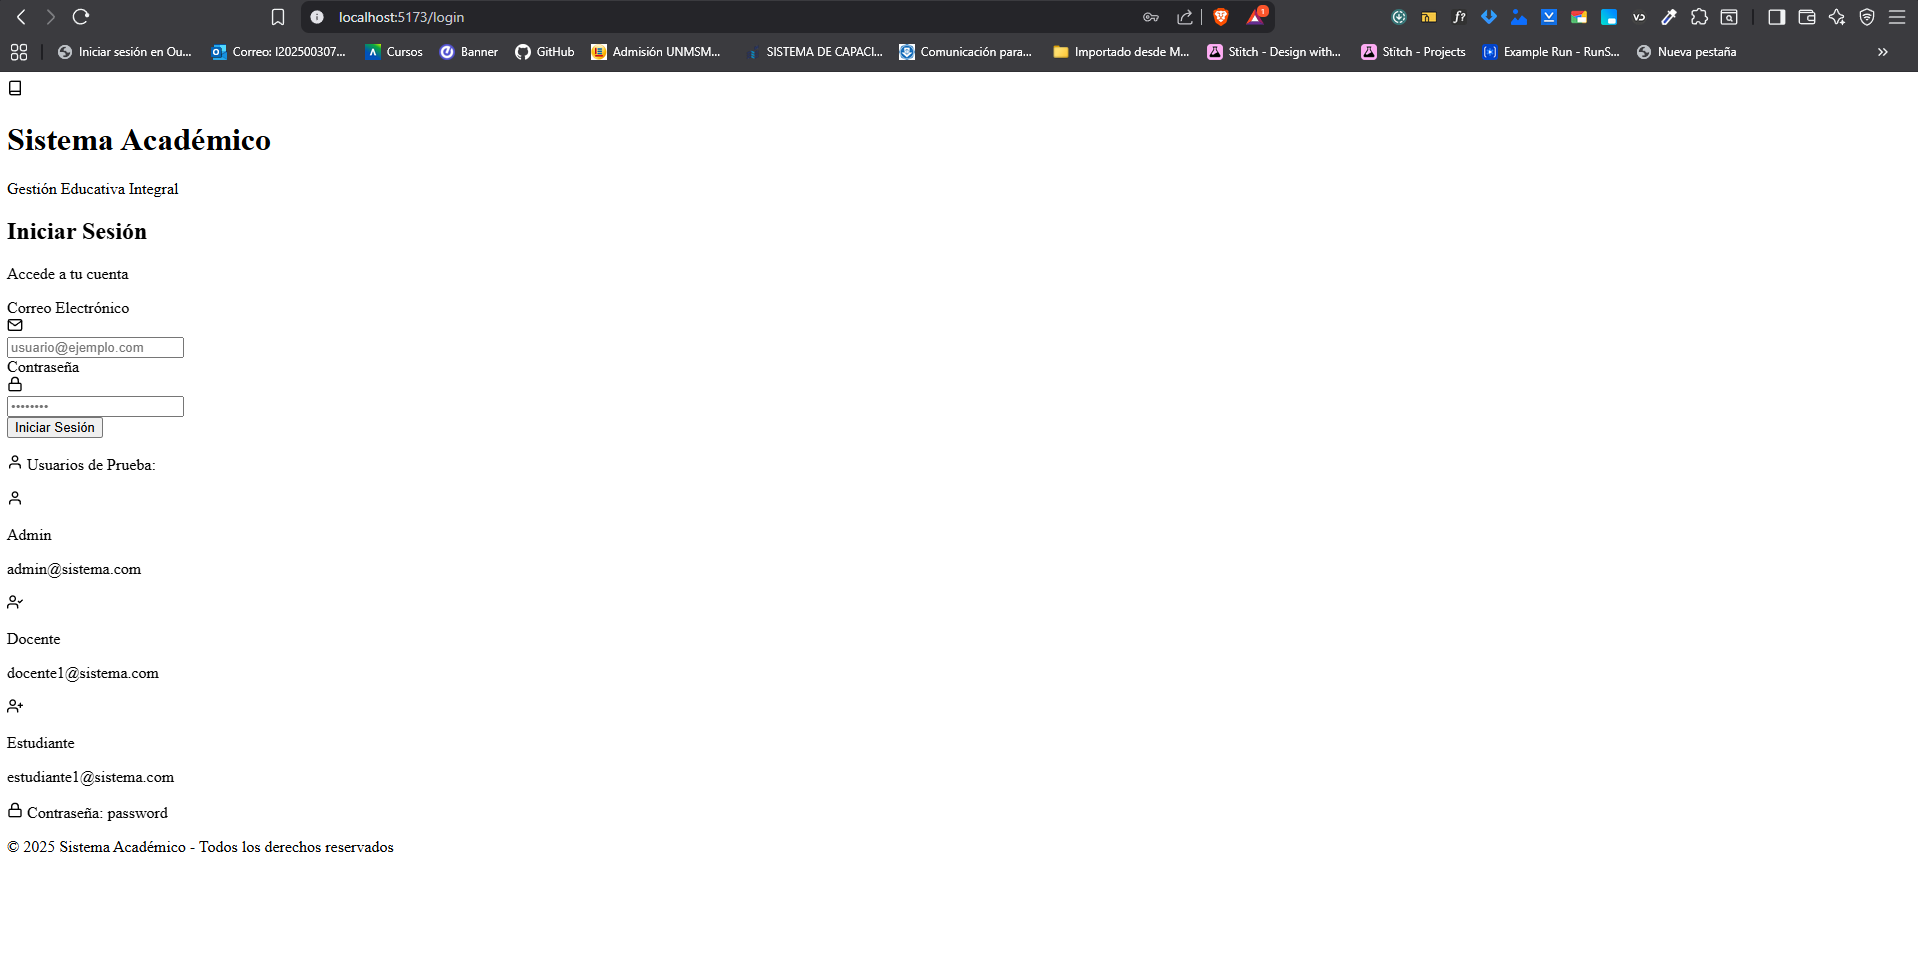 localhost:5173/login
1
ƒ?
VD
Iniciar sesión en Ou...
Correo: I202500307...
Cursos
Banner
GitHub
Admisión UNMSM...
SISTEMA DE CAPACI...
Comunicación para...
Importado desde M...
Stitch - Design with...
Stitch - Projects
Example Run - RunS...
Nueva pestaña
»
Sistema Académico
Gestión Educativa Integral
Iniciar Sesión
Accede a tu cuenta
Correo Electrónico
usuario@ejemplo.com
Contraseña
••••••••
Iniciar Sesión
Usuarios de Prueba:
Admin
admin@sistema.com
Docente
docente1@sistema.com
Estudiante
estudiante1@sistema.com
Contraseña: password
© 2025 Sistema Académico - Todos los derechos reservados